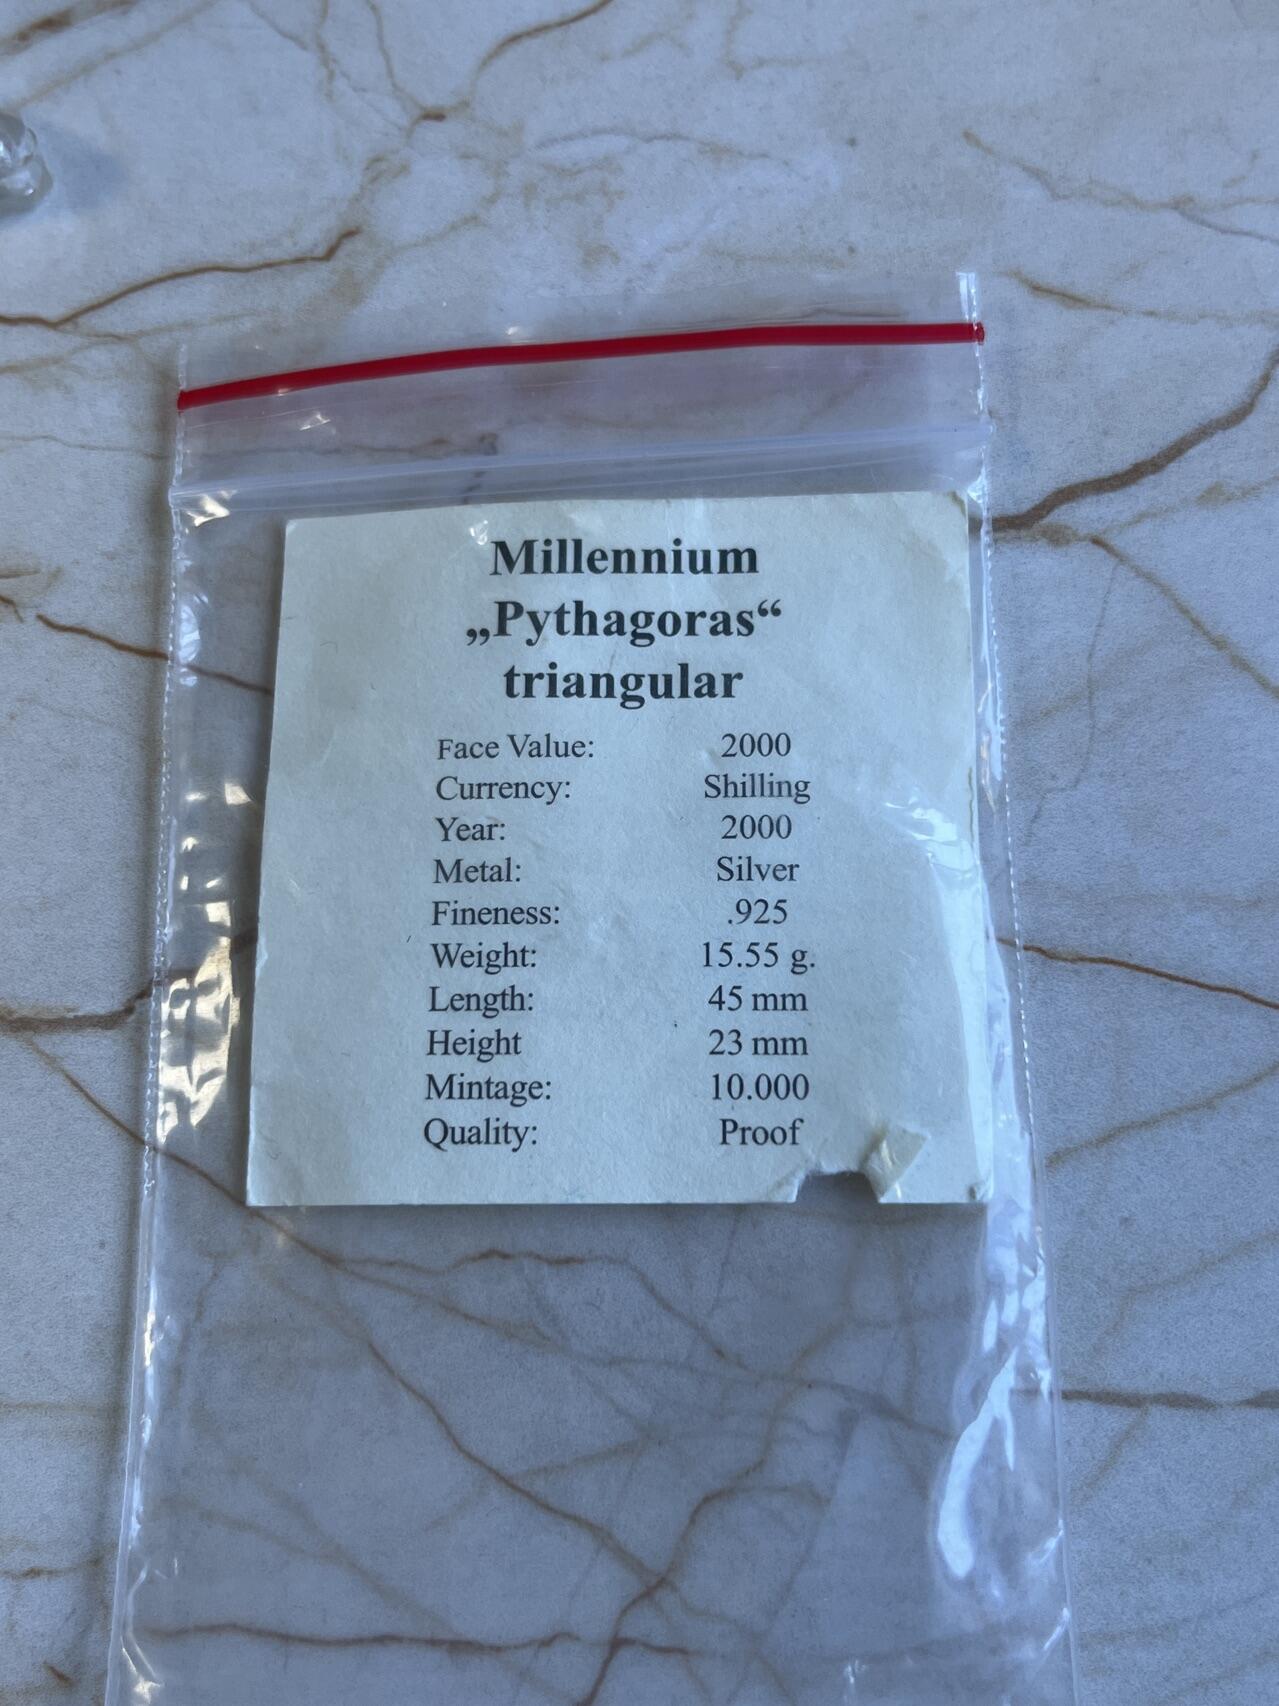 Millennium
„Pythagoras“
triangular
Face Value: 2000
Currency: Shilling
Year: 2000
Metal: Silver
Fineness: .925
Weight: 15.55 g.
Length: 45 mm
Height 23 mm
Mintage: 10.000
Quality: Proof